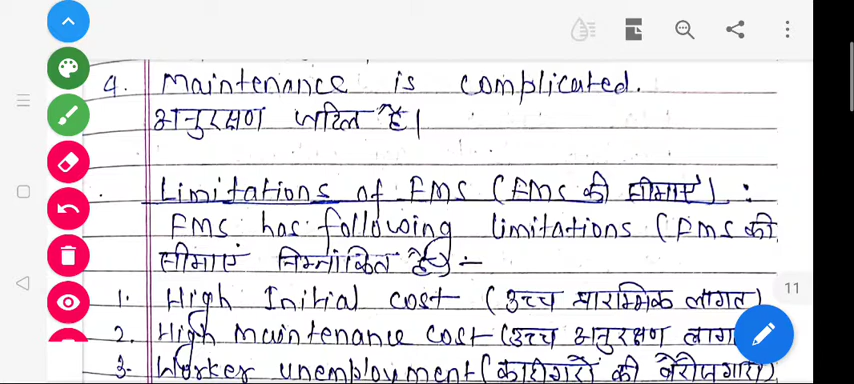 4. Maintenance is complicated.
अनुरक्षण जटिल है।
Limitations of FMS (FMS की सीमाएं) :
FMS has following limitations (FMS की
सीमाएं निम्नांकित है) :-
11
1. High Initial cost (उच्च प्रारम्भिक लागत)
2. High maintenance cost (उच्च अनुरक्षण
3. Worker unemployment (कारीगरों की बेरोजगारी)